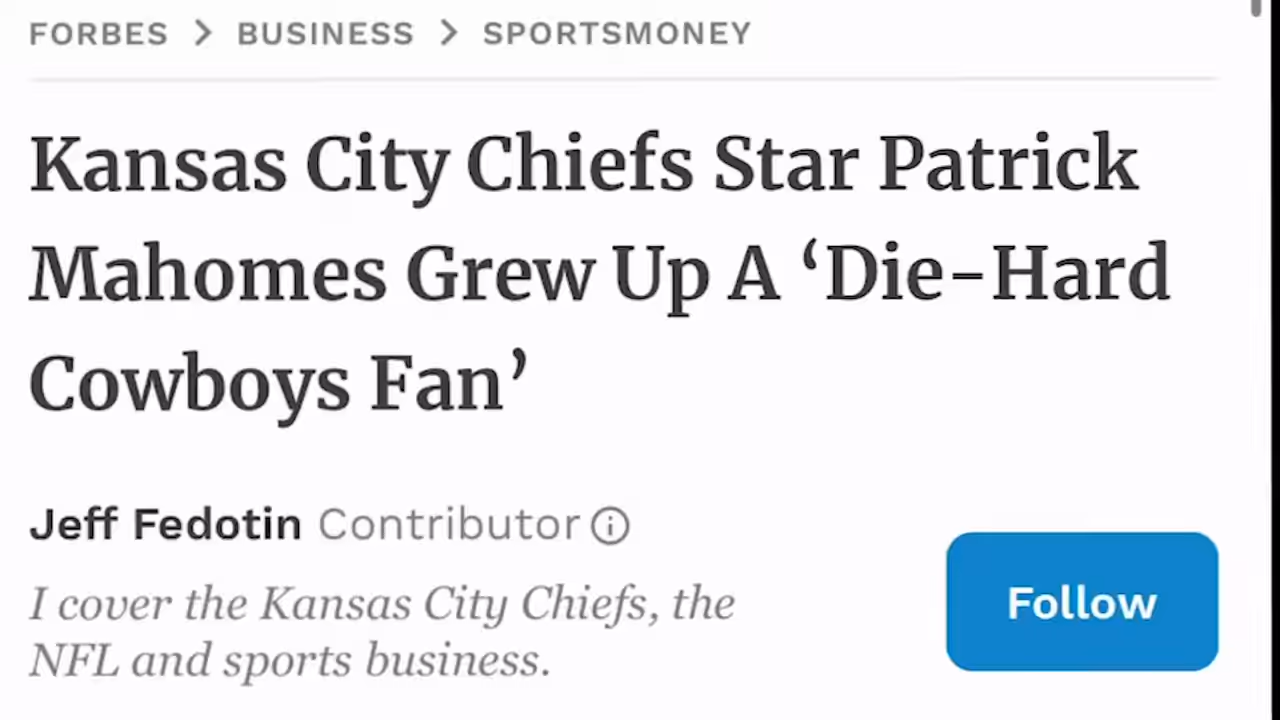 FORBES > BUSINESS > SPORTSMONEY
Kansas City Chiefs Star Patrick
Mahomes Grew Up A ‘Die-Hard
Cowboys Fan’
Jeff Fedotin Contributor
I cover the Kansas City Chiefs, the
NFL and sports business.
Follow